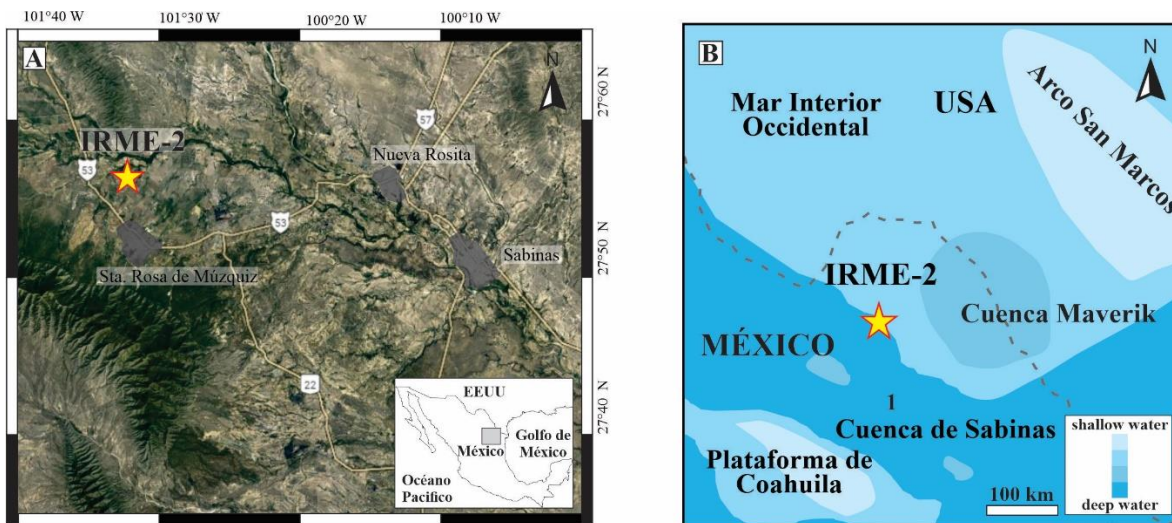 101°40 W
101°30 W
100°20 W
100°10 W
A
N
27°60 N
27°50 N
27°40 N
IRME-2
53
57
Nueva Rosita
53
Sta. Rosa de Múzquiz
Sabinas
22
EEUU
México
Golfo de
México
Océano
Pacifico
B
N
Mar Interior
Occidental
USA
Arco San Marcos
IRME-2
Cuenca Maverik
MÉXICO
1
Cuenca de Sabinas
Plataforma de
Coahuila
100 km
shallow water
deep water